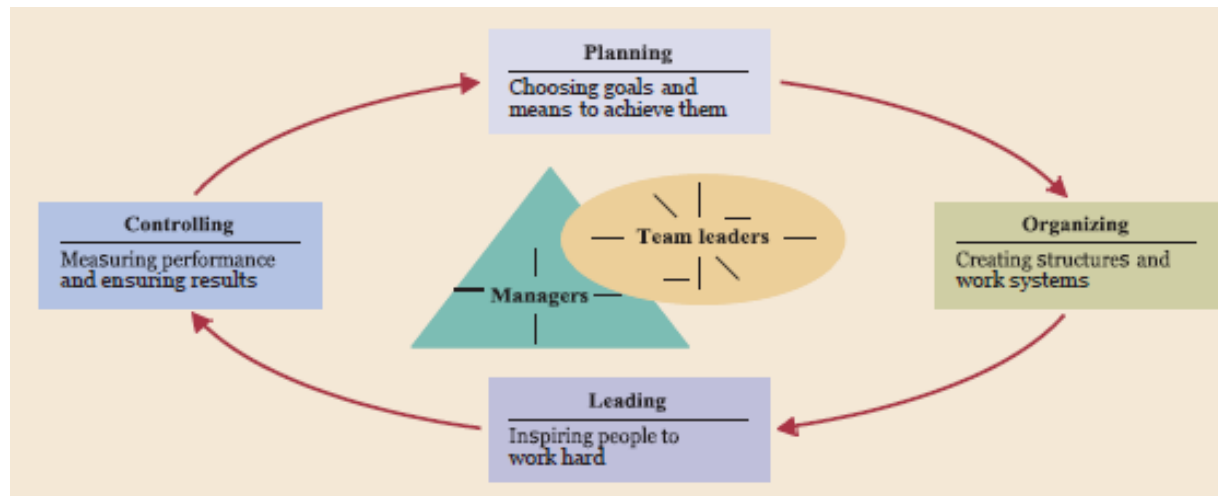 Planning
Choosing goals and
means to achieve them
Controlling
Measuring performance
and ensuring results
Team leaders
Managers
Organizing
Creating structures and
work systems
Leading
Inspiring people to
work hard